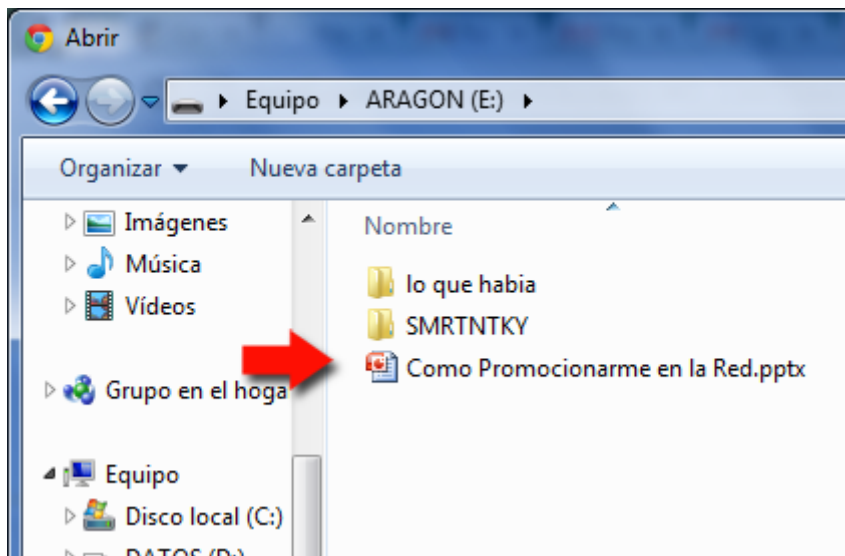 Abrir
Equipo ARAGON (E:)
Organizar Nueva carpeta
Imágenes
Música
Vídeos
Grupo en el hoga
Equipo
Disco local (C:)
DATOS (D:)
Nombre
lo que habia
SMRTNTKY
Como Promocionarme en la Red.pptx